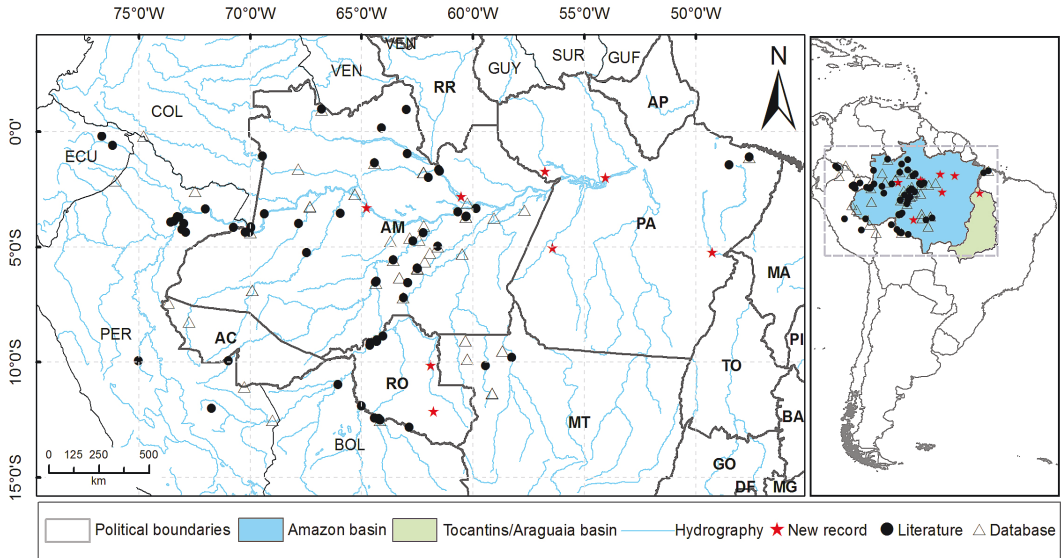 75°0'W 70°0'W 65°0'W 60°0'W 55°0'W 50°0'W
VEN
VEN
GUY
SUR
GUF
N
RR
AP
COL
0°0'
ECU
PA
AM
5°0'S
MA
PER
AC
PI
10°0'S
RO
TO
MT
BA
BOL
GO
DF
MG
0 125 250 500
km
15°0'S
Political boundaries Amazon basin Tocantins/Araguaia basin Hydrography New record Literature Database